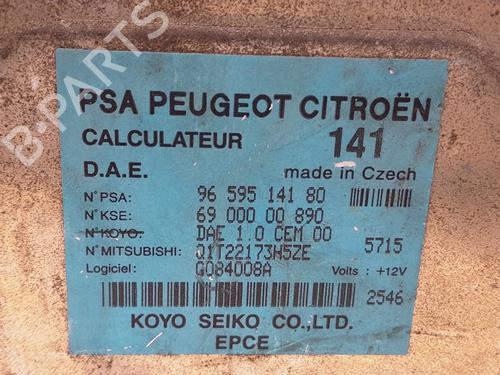 B-PARTS
PSA PEUGEOT CITROËN
CALCULATEUR 141
D.A.E. made in Czech
N°PSA: 96 595 141 80
N°KSE: 69 000 00 890
N°KOYO: DAE 1.0 CEM 00
N°MITSUBISHI: Q1T22173H5ZE 5715
Logiciel: G084008A Volts : +12V
2546
KOYO SEIKO CO.,LTD.
EPCE